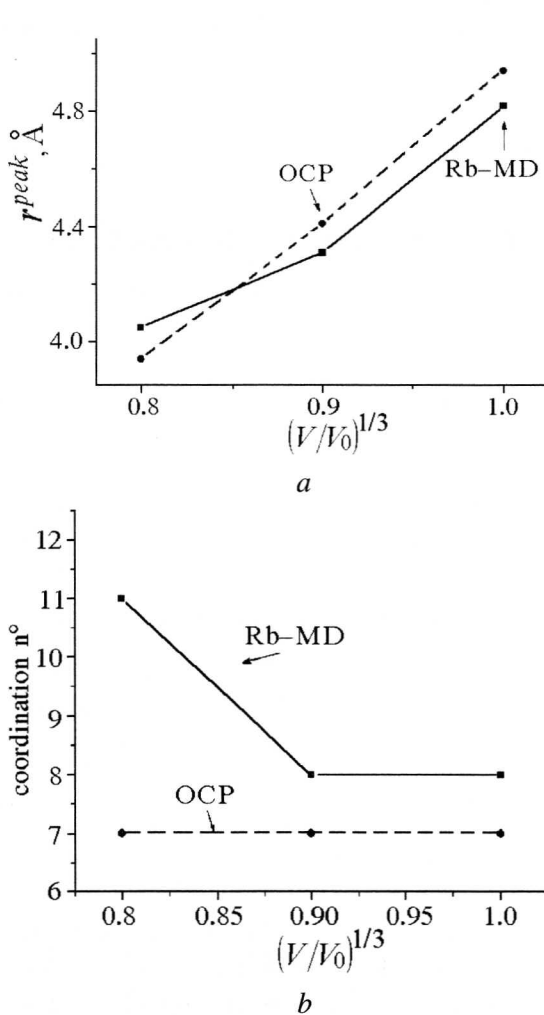 r^peak, Å
4.8
4.4
4.0
OCP
Rb–MD
0.8 0.9 1.0
(V/V₀)^1/3
a
coordination n°
12
11
10
9
8
7
6
Rb–MD
OCP
0.8 0.85 0.90 0.95 1.0
(V/V₀)^1/3
b